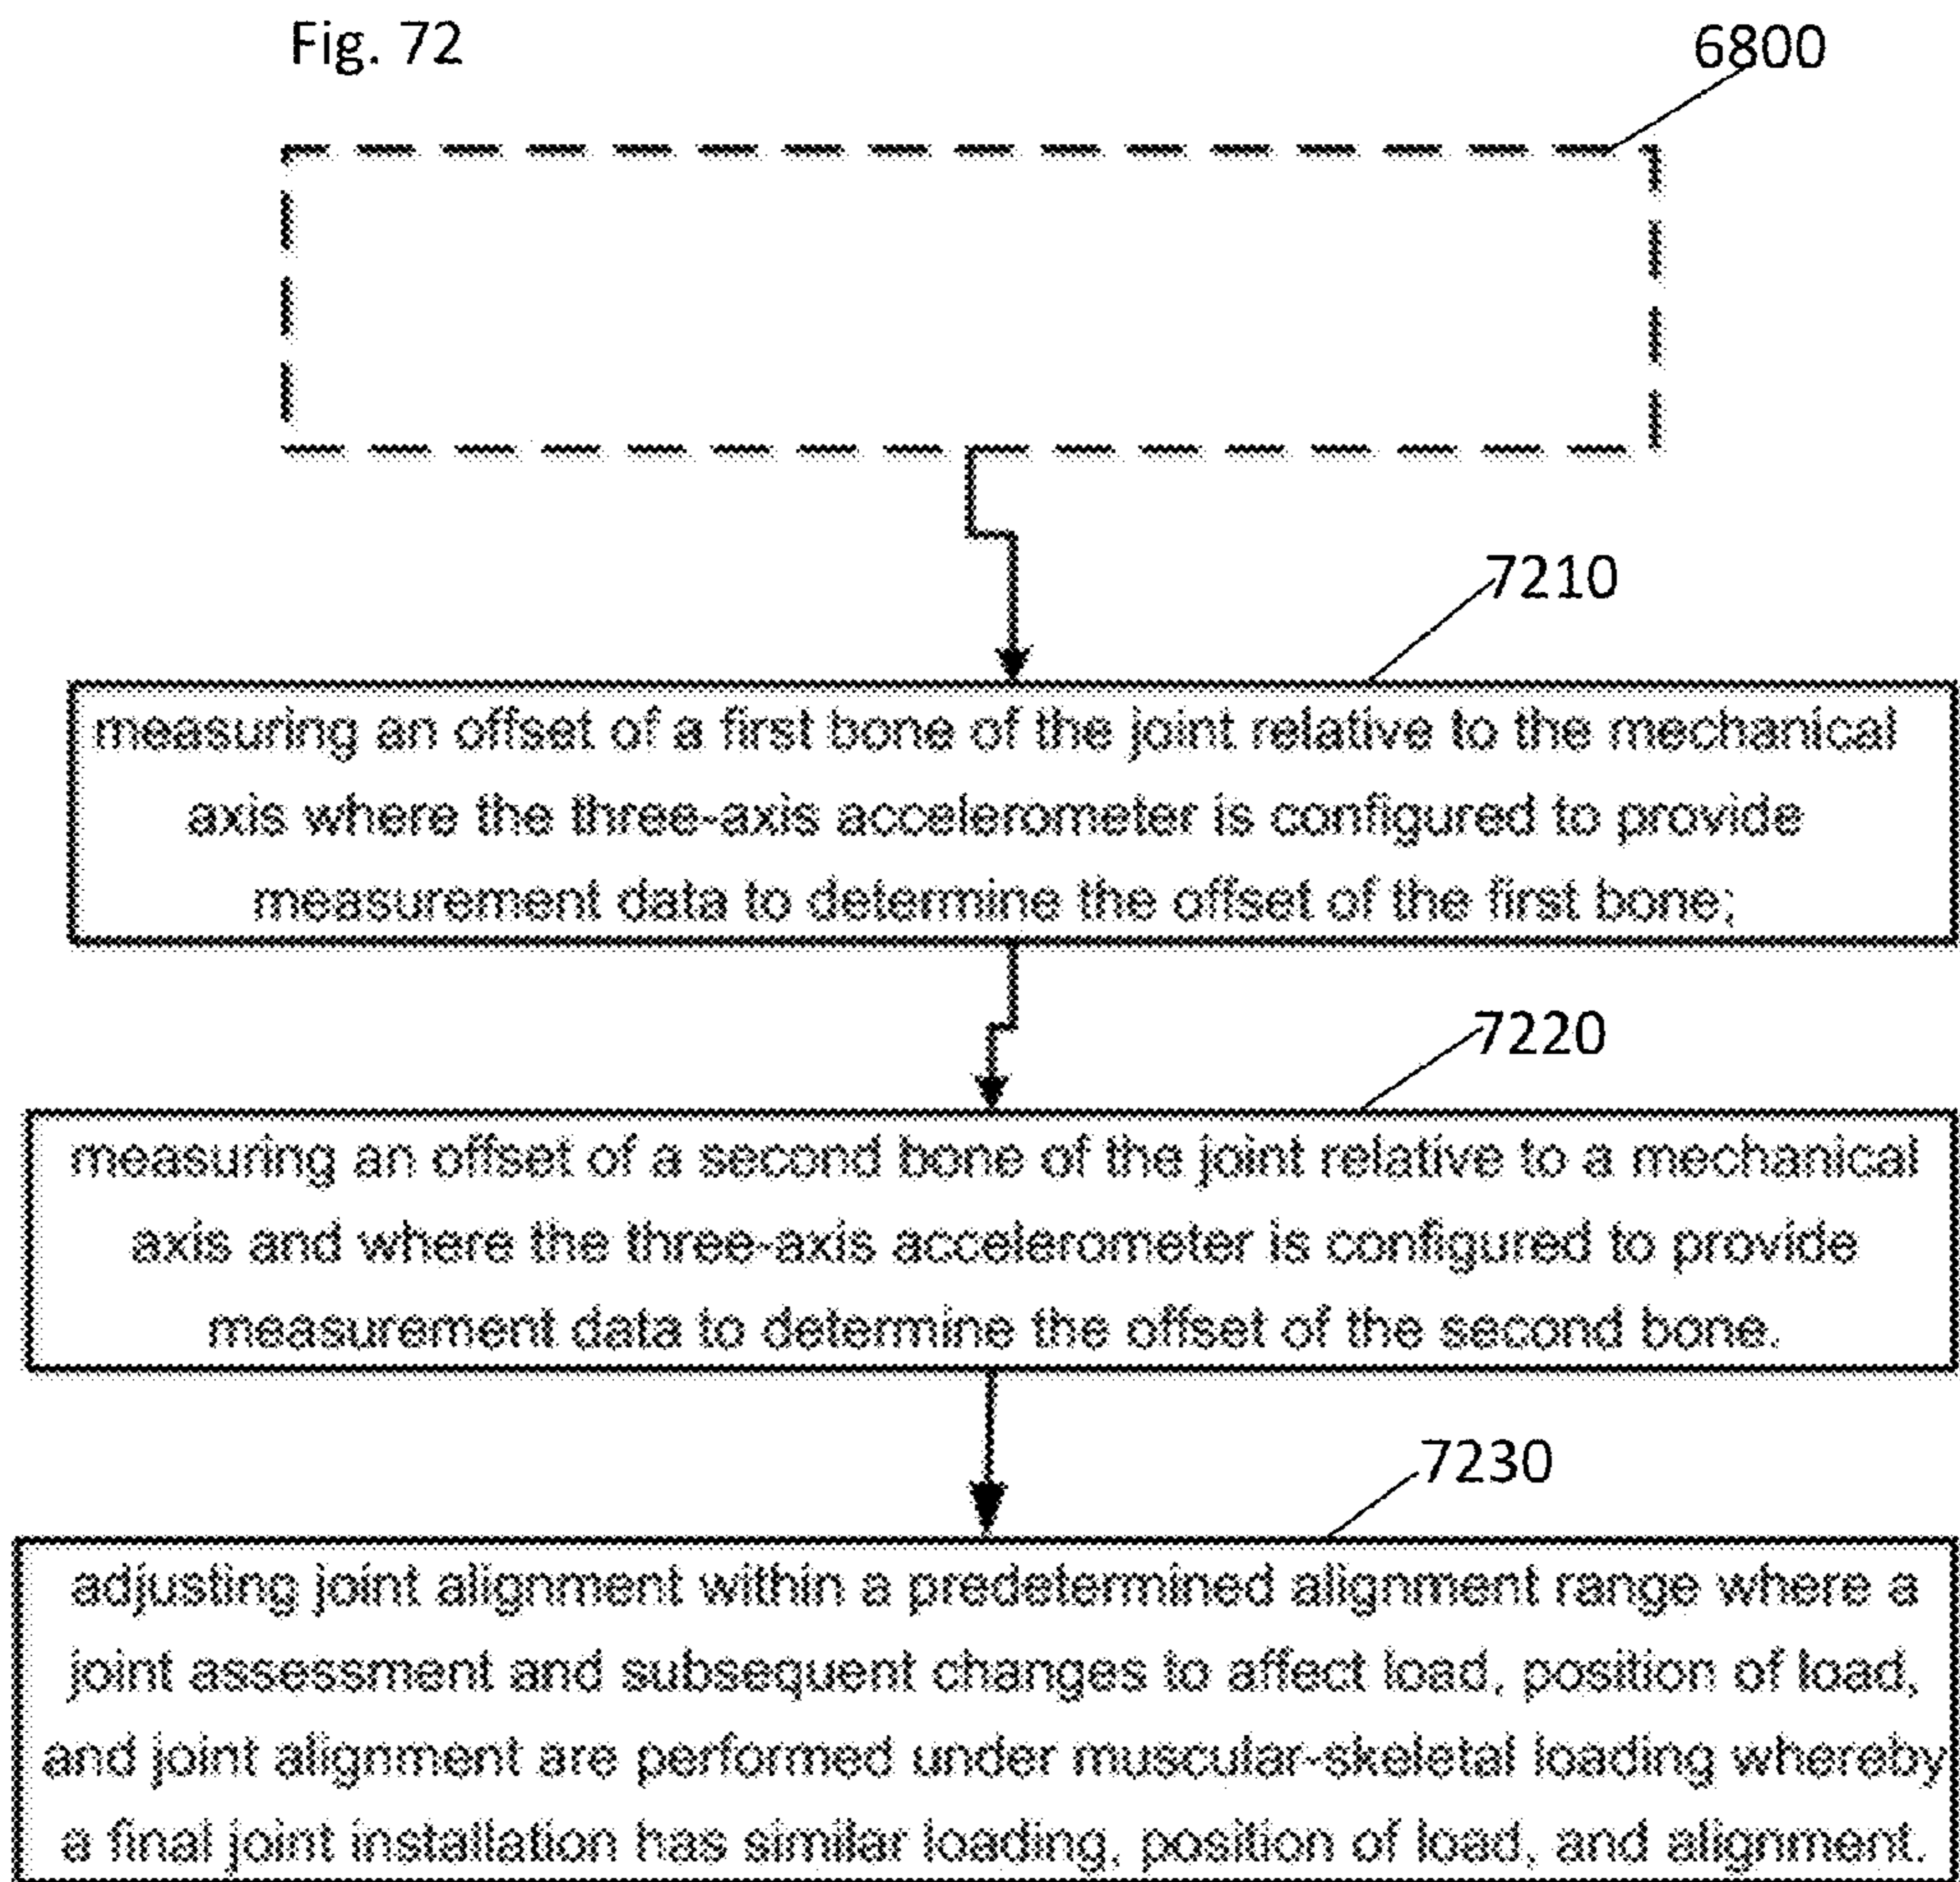 Fig. 72
6800
7210
measuring an offset of a first bone of the joint relative to the mechanical
axis where the three-axis accelerometer is configured to provide
measurement data to determine the offset of the first bone;
7220
measuring an offset of a second bone of the joint relative to a mechanical
axis and where the three-axis accelerometer is configured to provide
measurement data to determine the offset of the second bone.
7230
adjusting joint alignment within a predetermined alignment range where a
joint assessment and subsequent changes to affect load, position of load,
and joint alignment are performed under muscular-skeletal loading whereby
a final joint installation has similar loading, position of load, and alignment.